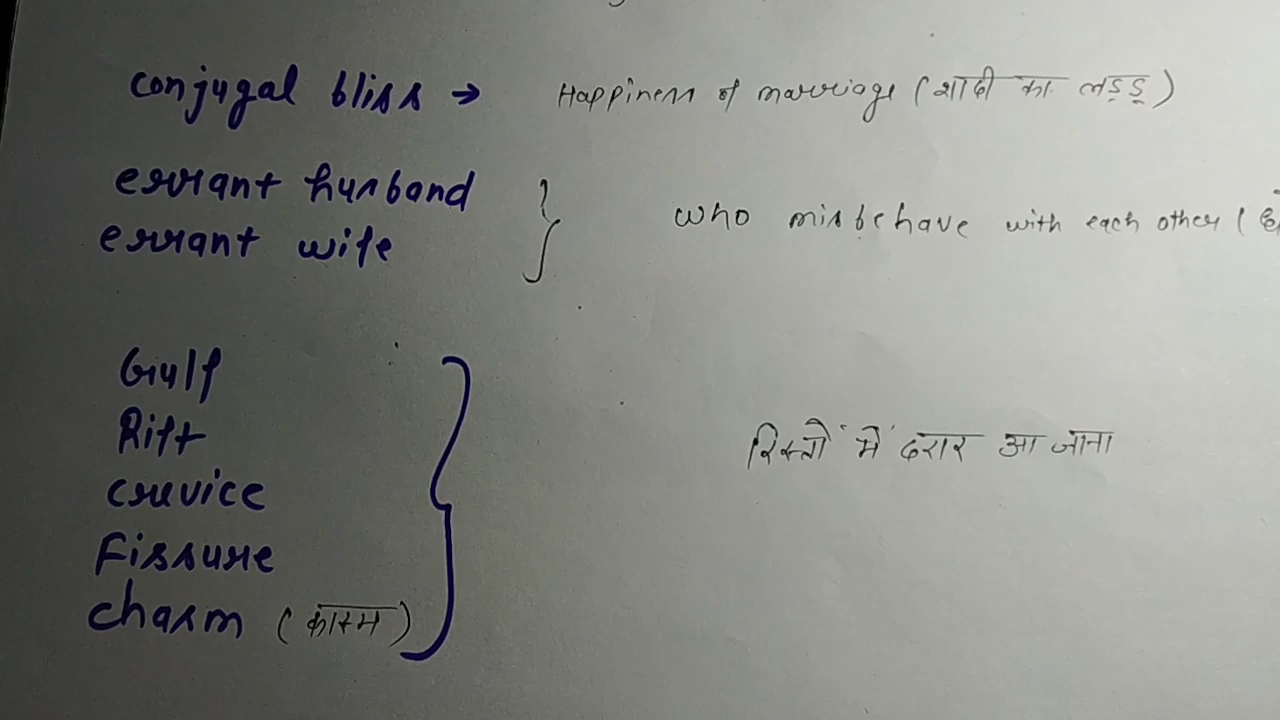 conjugal bliss → Happiness of marriage (शादी का लड़डू)
errant husband
errant wife
who misbehave with each other (
Gulf
Rift
crevice
Fissure
chasm (कास्म)
रिस्तों में दरार आ जाना